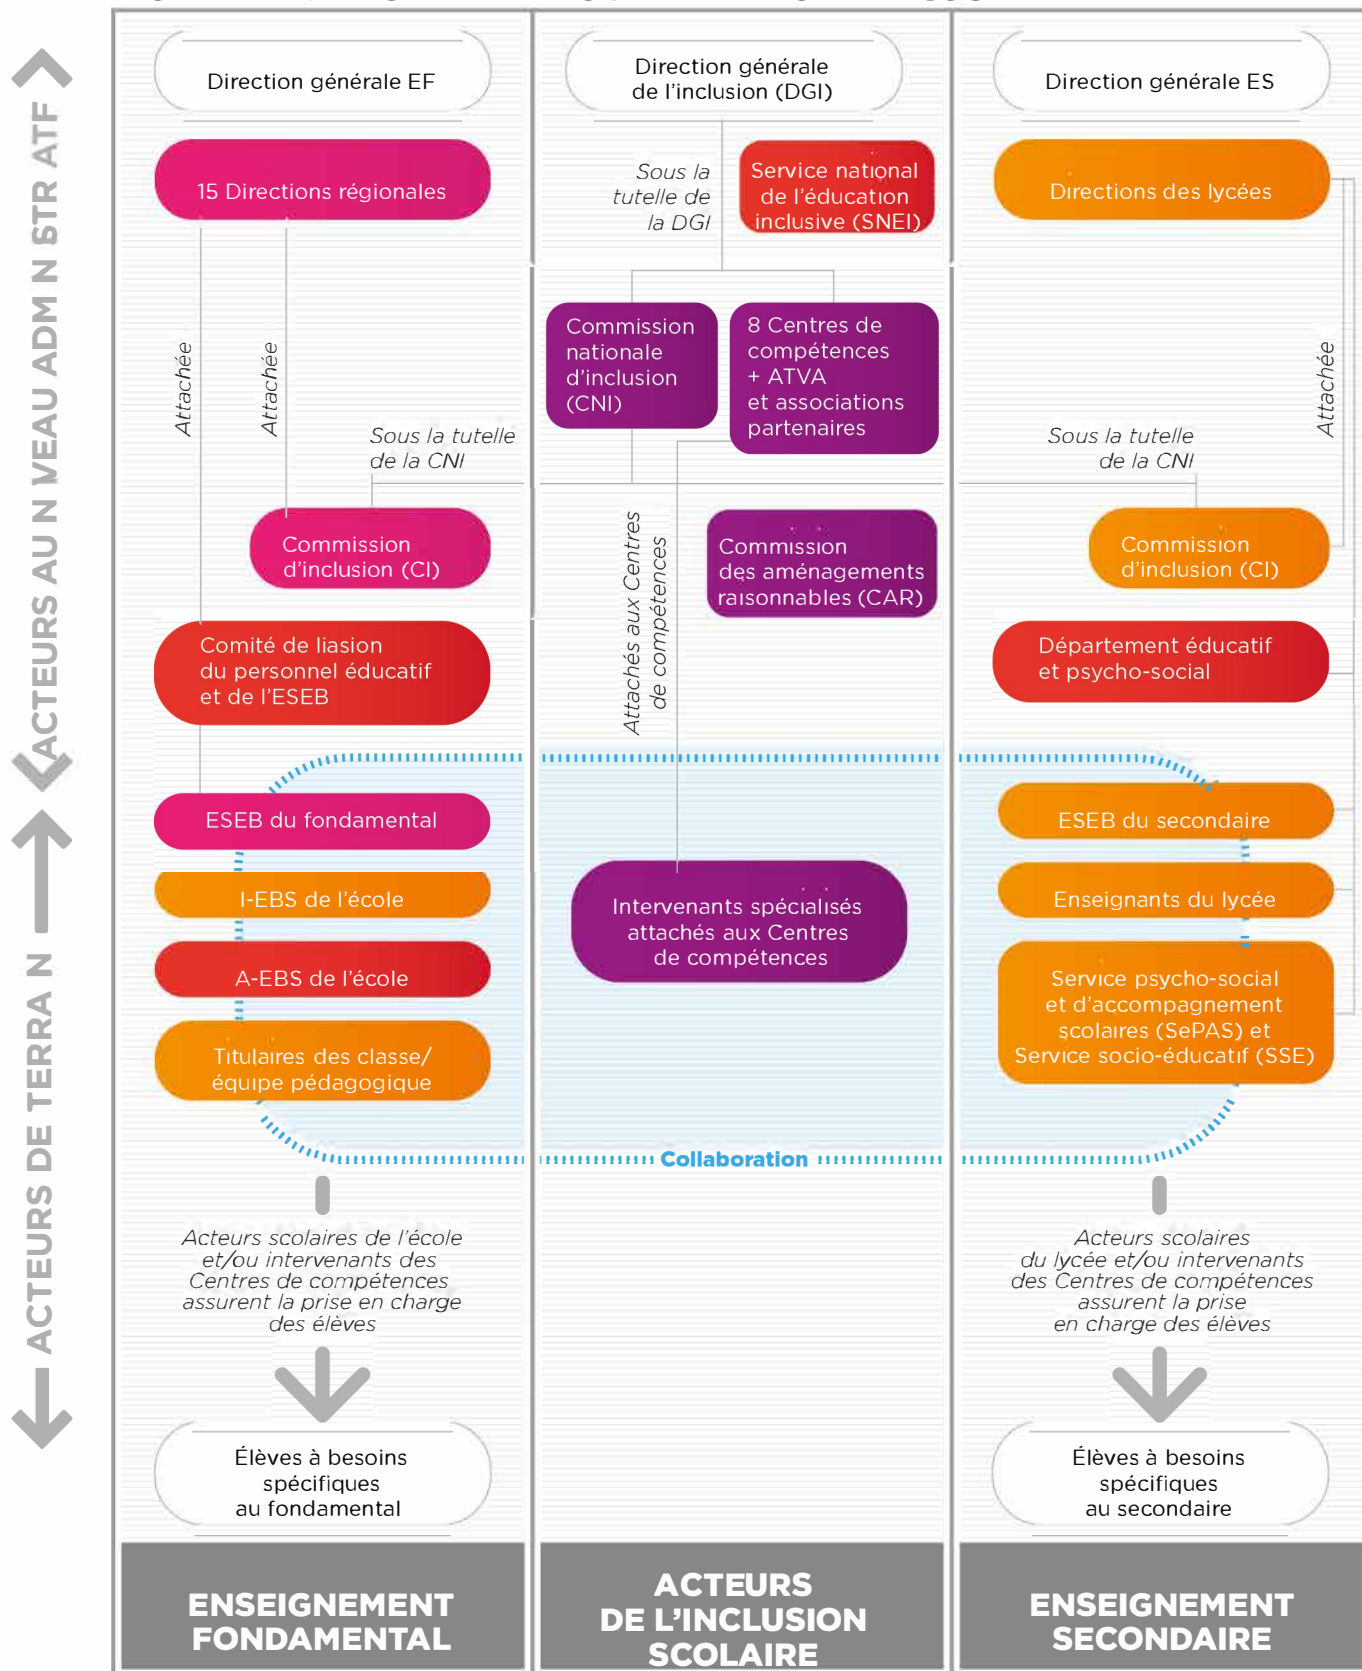 ACTEURS AU N VEAU ADM N STR ATF
ACTEURS DE TERRA N
Direction générale EF
15 Directions régionales
Attachée
Attachée
Sous la tutelle
de la CNI
Commission
d'inclusion (CI)
Comité de liasion
du personnel éducatif
et de l'ESEB
ESEB du fondamental
I-EBS de l'école
A-EBS de l'école
Titulaires des classe/
équipe pédagogique
Acteurs scolaires de l'école
et/ou intervenants des
Centres de compétences
assurent la prise en charge
des élèves
Élèves à besoins
spécifiques
au fondamental
ENSEIGNEMENT
FONDAMENTAL
Direction générale
de l'inclusion (DGI)
Sous la
tutelle de
la DGI
Service national
de l'éducation
inclusive (SNEI)
Commission
nationale
d'inclusion
(CNI)
8 Centres de
compétences
+ ATVA
et associations
partenaires
Attachés aux Centres
de compétences
Commission
des aménagements
raisonnables (CAR)
Intervenants spécialisés
attachés aux Centres
de compétences
Collaboration
ACTEURS
DE L'INCLUSION
SCOLAIRE
Direction générale ES
Directions des lycées
Attachée
Sous la tutelle
de la CNI
Commission
d'inclusion (CI)
Département éducatif
et psycho-social
ESEB du secondaire
Enseignants du lycée
Service psycho-social
et d'accompagnement
scolaires (SePAS) et
Service socio-éducatif (SSE)
Acteurs scolaires
du lycée et/ou intervenants
des Centres de compétences
assurent la prise
en charge des élèves
Élèves à besoins
spécifiques
au secondaire
ENSEIGNEMENT
SECONDAIRE